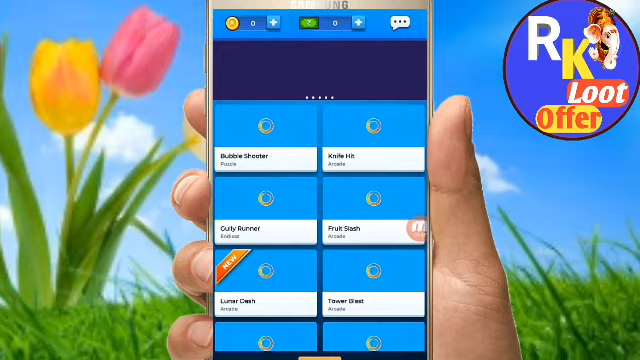 SAMSUNG
0
0
Bubble Shooter
Puzzle
Knife Hit
Arcade
Gully Runner
Endless
Fruit Slash
Arcade
NEW
Lunar Dash
Arcade
Tower Blast
Arcade
RK
Loot
Offer